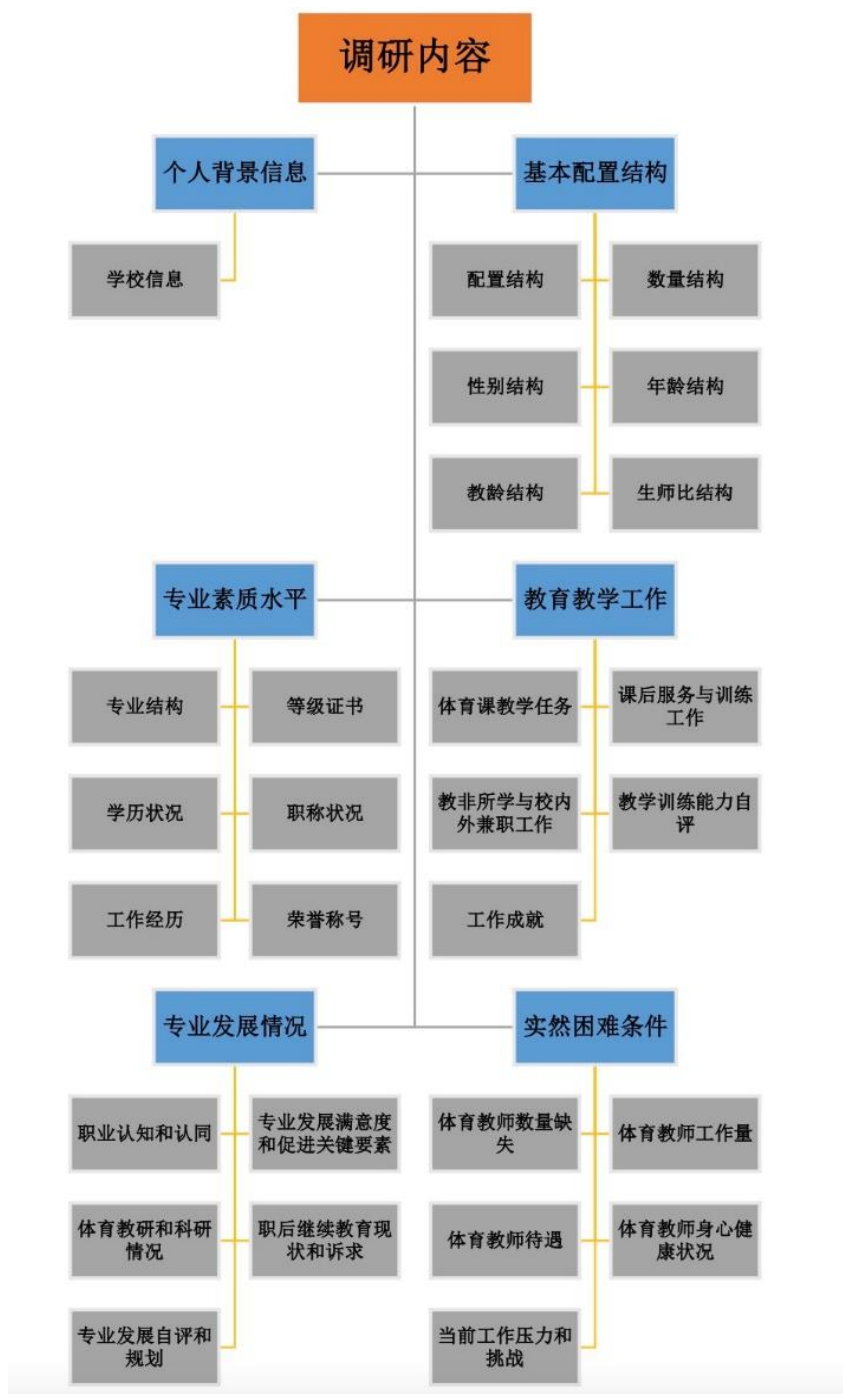 调研内容
个人背景信息
基本配置结构
学校信息
配置结构
数量结构
性别结构
年龄结构
教龄结构
生师比结构
专业素质水平
教育教学工作
专业结构
等级证书
体育课教学任务
课后服务与训练
工作
学历状况
职称状况
教非所学与校内
外兼职工作
教学训练能力自
评
工作经历
荣誉称号
工作成就
专业发展情况
实然困难条件
职业认知和认同
专业发展满意度
和促进关键要素
体育教师数量缺
失
体育教师工作量
体育教研和科研
情况
职后继续教育现
状和诉求
体育教师待遇
体育教师身心健
康状况
专业发展自评和
规划
当前工作压力和
挑战